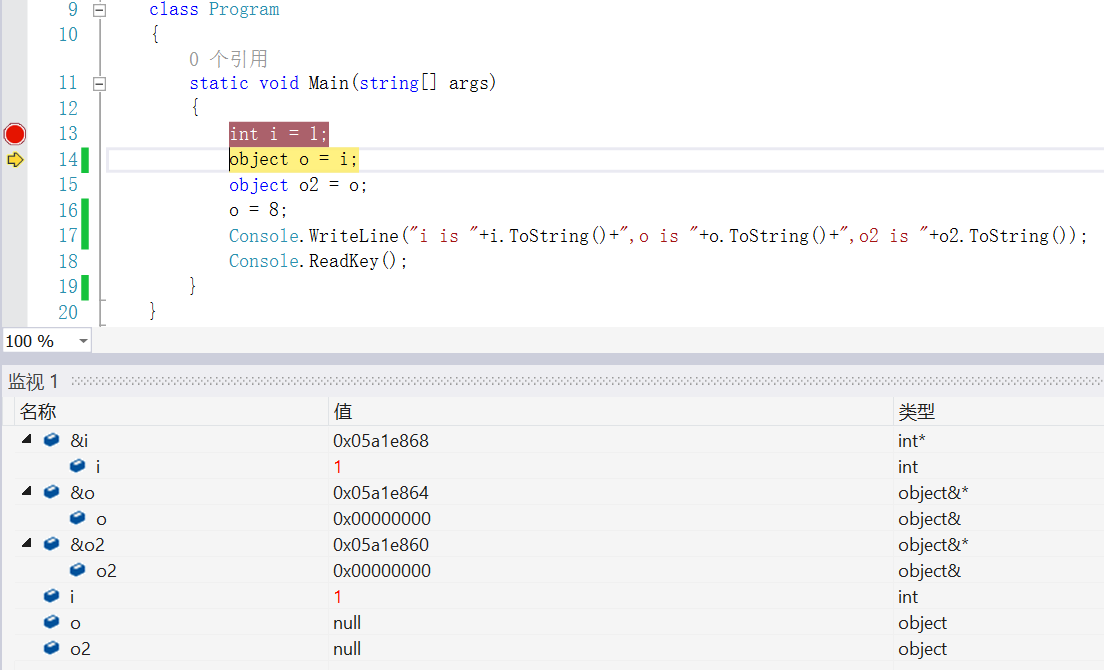 9 class Program
10 {
0 个引用
11 static void Main(string[] args)
12 {
13 int i = 1;
14 object o = i;
15 object o2 = o;
16 o = 8;
17 Console.WriteLine("i is "+i.ToString()+",o is "+o.ToString()+",o2 is "+o2.ToString());
18 Console.ReadKey();
19 }
20 }
100 %
监视 1
名称 值 类型
&i 0x05a1e868 int*
i 1 int
&o 0x05a1e864 object&*
o 0x00000000 object&
&o2 0x05a1e860 object&*
o2 0x00000000 object&
i 1 int
o null object
o2 null object